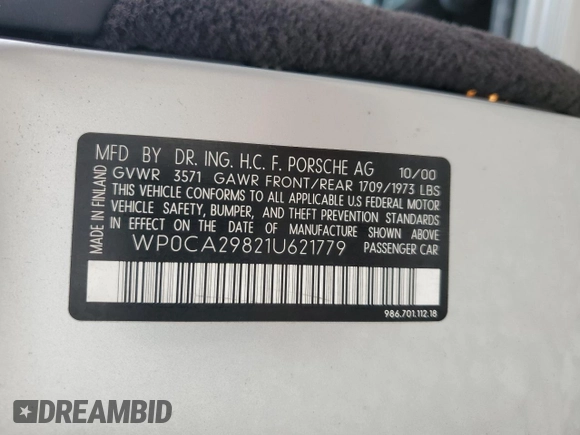 MFD BY DR. ING. H.C. F. PORSCHE AG 10/00
GVWR 3571 GAWR FRONT/REAR 1709/1973 LBS
THIS VEHICLE CONFORMS TO ALL APPLICABLE U.S FEDERAL MOTOR
VEHICLE SAFETY, BUMPER, AND THEFT PREVENTION STANDARDS
IN EFFECT ON THE DATE OF MANUFACTURE SHOWN ABOVE
WP0CA29821U621779 PASSENGER CAR
MADE IN FINLAND
986.701.112.18
DREAMBID